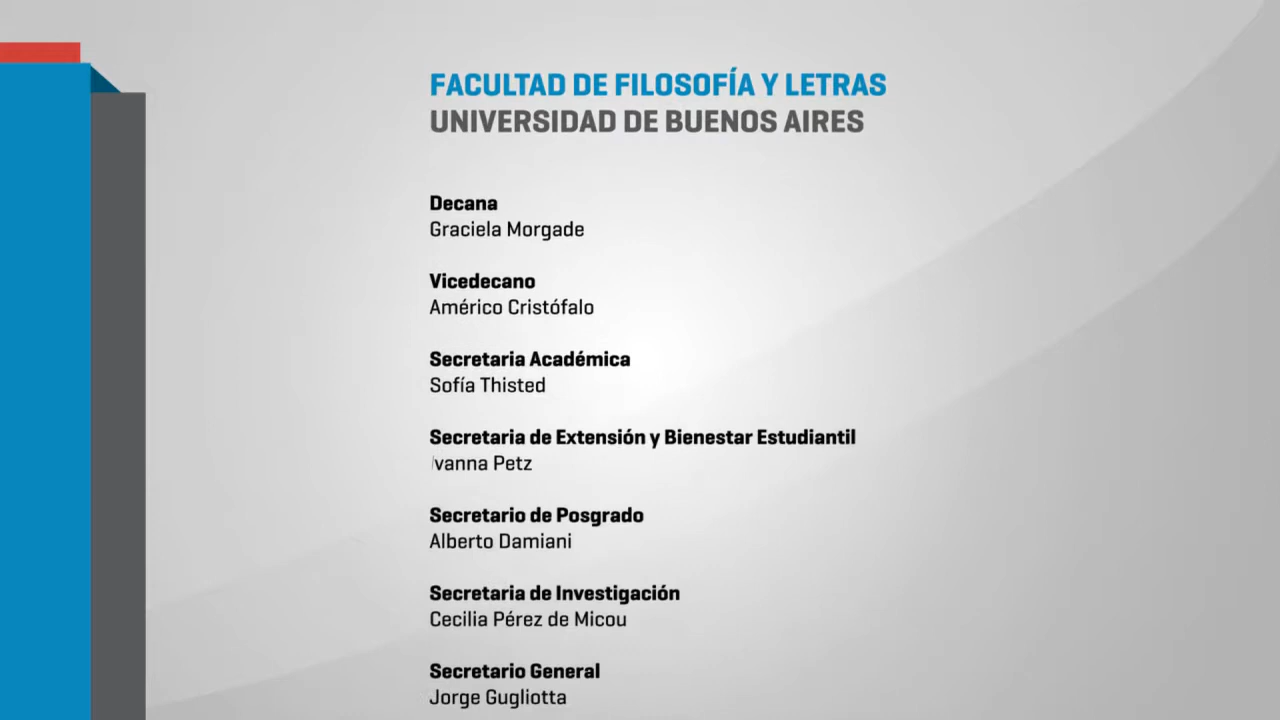 FACULTAD DE FILOSOFÍA Y LETRAS
UNIVERSIDAD DE BUENOS AIRES
Decana
Graciela Morgade
Vicedecano
Américo Cristófalo
Secretaria Académica
Sofía Thisted
Secretaria de Extensión y Bienestar Estudiantil
Ivanna Petz
Secretario de Posgrado
Alberto Damiani
Secretaria de Investigación
Cecilia Pérez de Micou
Secretario General
Jorge Gugliotta